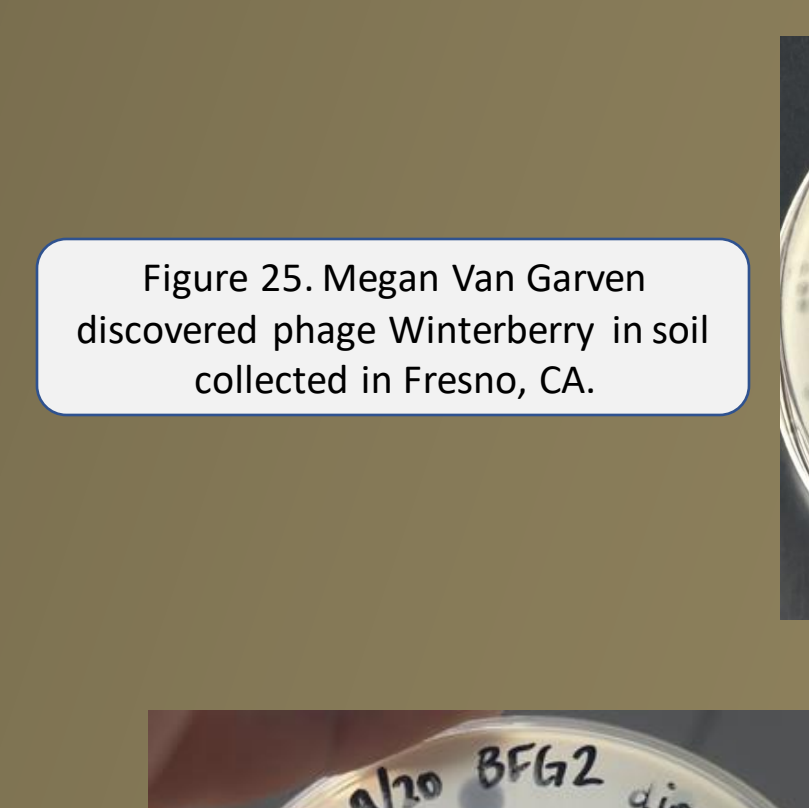 Figure 25. Megan Van Garven
discovered phage Winterberry in soil
collected in Fresno, CA.
9/20 BFG2